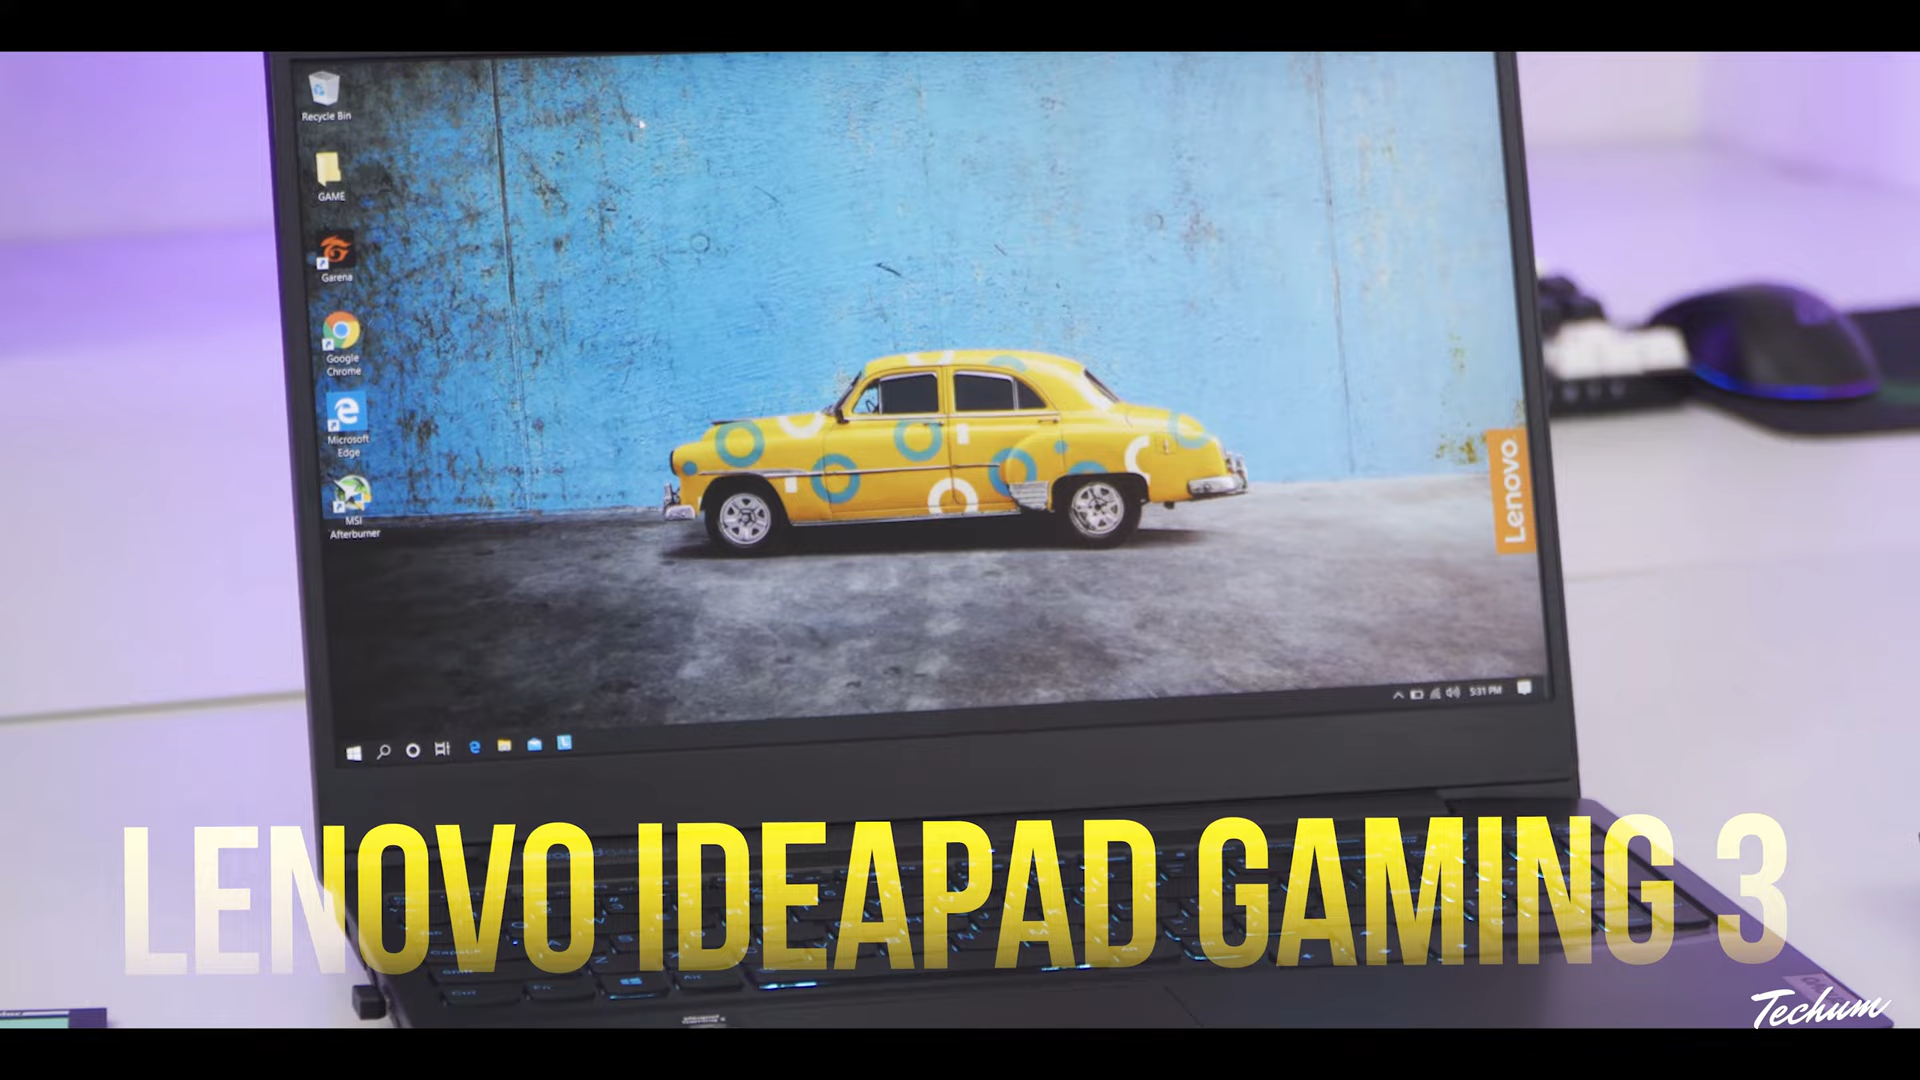 Recycle Bin
GAME
Garena
Google
Chrome
Microsoft
Edge
MSI
Afterburner
Lenovo
5:31 PM
LENOVO IDEAPAD GAMING 3
Techum